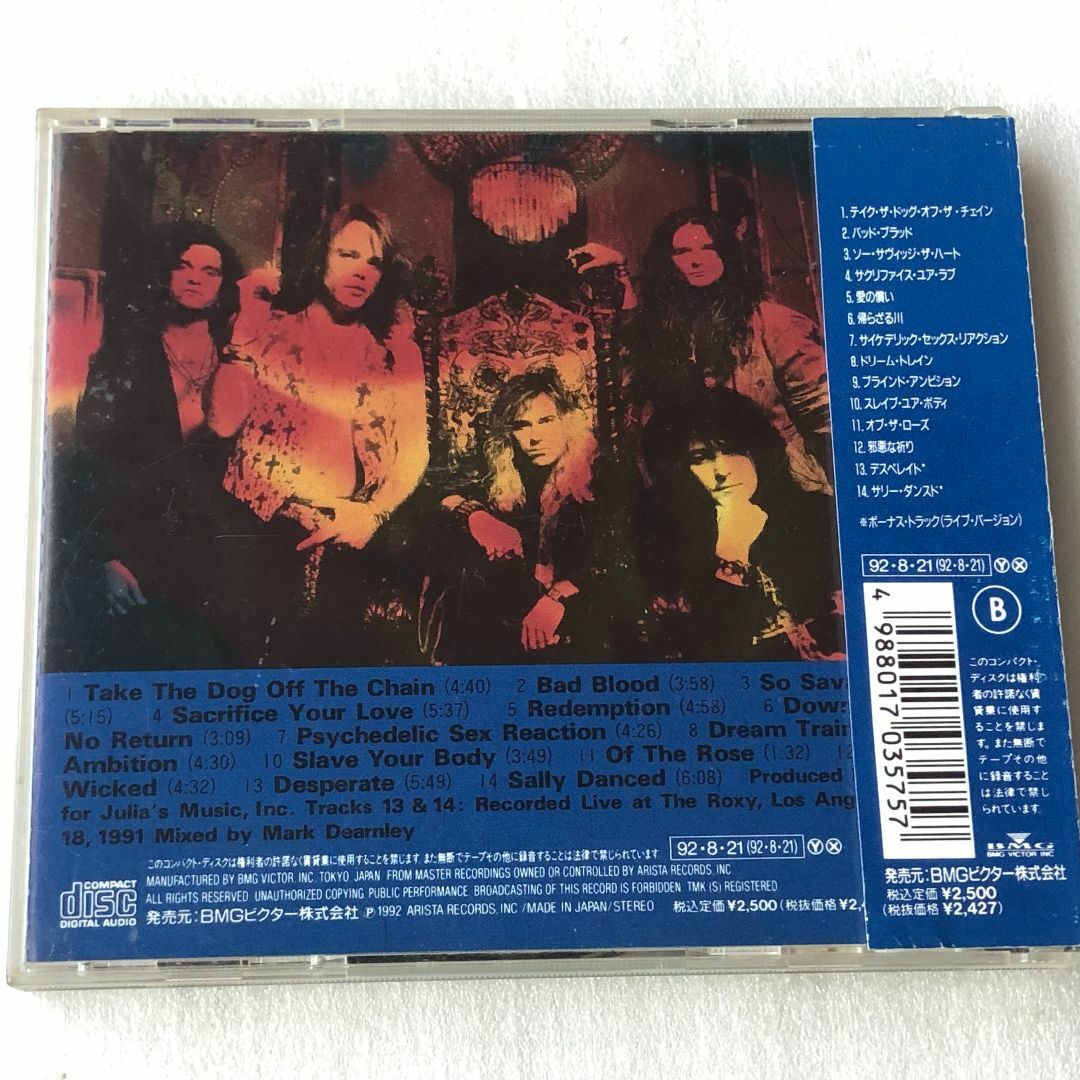 1. テイク・ザ・ドッグ・オフ・ザ・チェイン
2. バッド・ブラッド
3. ソー・サヴィッジ・ザ・ハート
4. サクリファイス・ユア・ラブ
5. 愛の償い
6. 帰らざる川
7. サイケデリック・セックス・リアクション
8. ドリーム・トレイン
9. ブラインド・アンビション
10. スレイブ・ユア・ボディ
11. オブ・ザ・ローズ
12. 邪悪な祈り
13. デスペレイト*
14. サリー・ダンスド*
※ボーナス・トラック(ライブ・バージョン)
92・8・21(92・8・21) Y X
B
4 988017 035757
このコンパクト・
ディスクは権利
者の許諾なく賃
貸業に使用す
ることを禁じま
す。また無断で
テープその他
に録音すること
は法律で禁じ
られています。
BMG
BMG VICTOR INC
発売元:BMGビクター株式会社
税込定価 ¥2,500
(税抜価格 ¥2,427)
1 Take The Dog Off The Chain (4:40) 2 Bad Blood (3:58) 3 So Sav
(5:15) 4 Sacrifice Your Love (5:37) 5 Redemption (4:58) 6 Dow
No Return (3:09) 7 Psychedelic Sex Reaction (4:26) 8 Dream Train
Ambition (4:30) 10 Slave Your Body (3:49) 11 Of The Rose (1:32) 12
Wicked (4:32) 13 Desperate (5:49) 14 Sally Danced (6:08) Produced
for Julia's Music, Inc. Tracks 13 & 14: Recorded Live at The Roxy, Los Ang
18, 1991 Mixed by Mark Dearnley
92・8・21(92・8・21) Y X
このコンパクト・ディスクは権利者の許諾なく賃貸業に使用することを禁じます。また無断でテープその他に録音することは法律で禁じられています。
MANUFACTURED BY BMG VICTOR, INC. TOKYO, JAPAN. FROM MASTER RECORDINGS OWNED OR CONTROLLED BY ARISTA RECORDS, INC
ALL RIGHTS RESERVED. UNAUTHORIZED COPYING, PUBLIC PERFORMANCE, BROADCASTING OF THIS RECORD IS FORBIDDEN. TMK (S) REGISTERED
COMPACT
disc
DIGITAL AUDIO
発売元:BMGビクター株式会社 Ⓟ 1992 ARISTA RECORDS, INC./MADE IN JAPAN/STEREO 税込定価 ¥2,500(税抜価格 ¥2,4